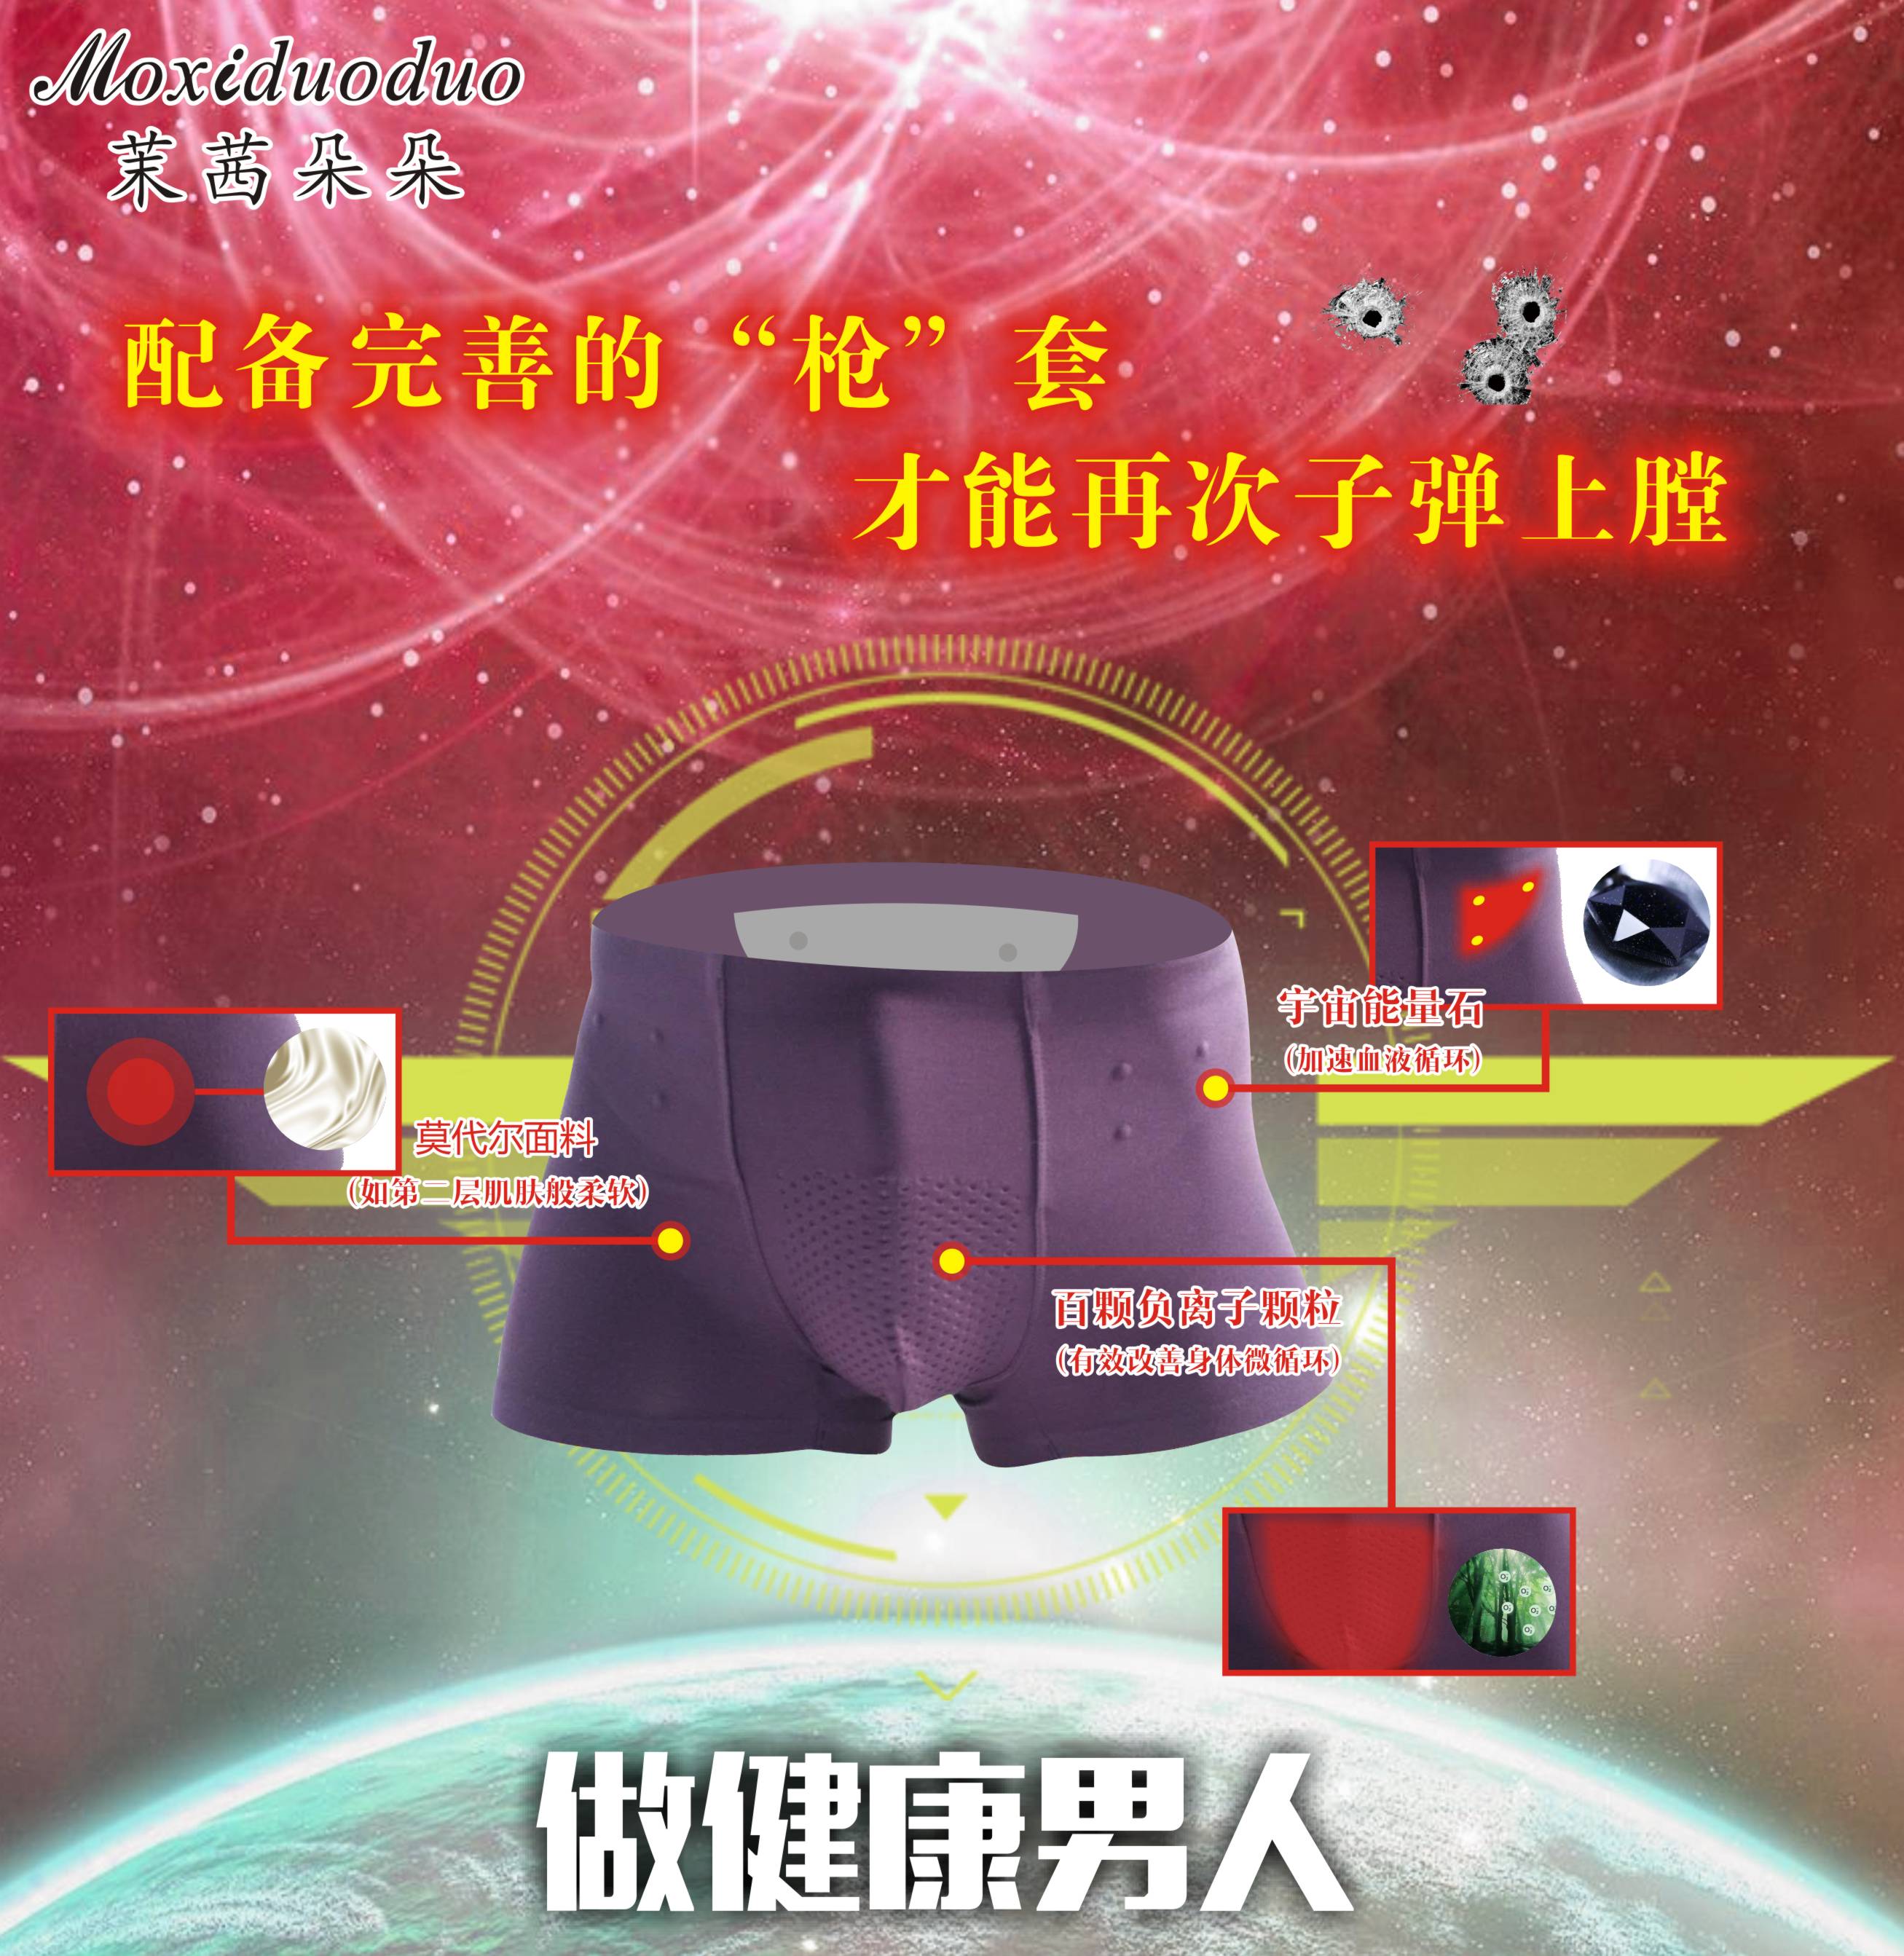 Moxiduoduo
茉茜朵朵
配备完善的“枪”套
才能再次子弹上膛
宇宙能量石
(加速血液循环)
莫代尔面料
(如第二层肌肤般柔软)
百颗负离子颗粒
(有效改善身体微循环)
做健康男人